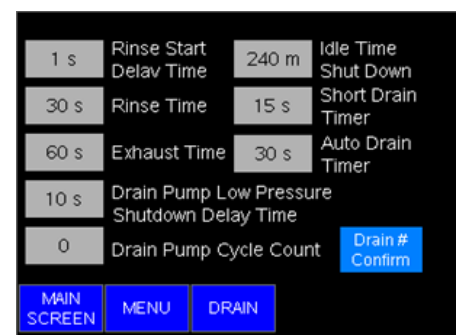 1 s
Rinse Start
Delay Time
240 m
Idle Time
Shut Down
30 s
Rinse Time
15 s
Short Drain
Timer
60 s
Exhaust Time
30 s
Auto Drain
Timer
10 s
Drain Pump Low Pressure
Shutdown Delay Time
0
Drain Pump Cycle Count
Drain #
Confirm
MAIN
SCREEN
MENU
DRAIN